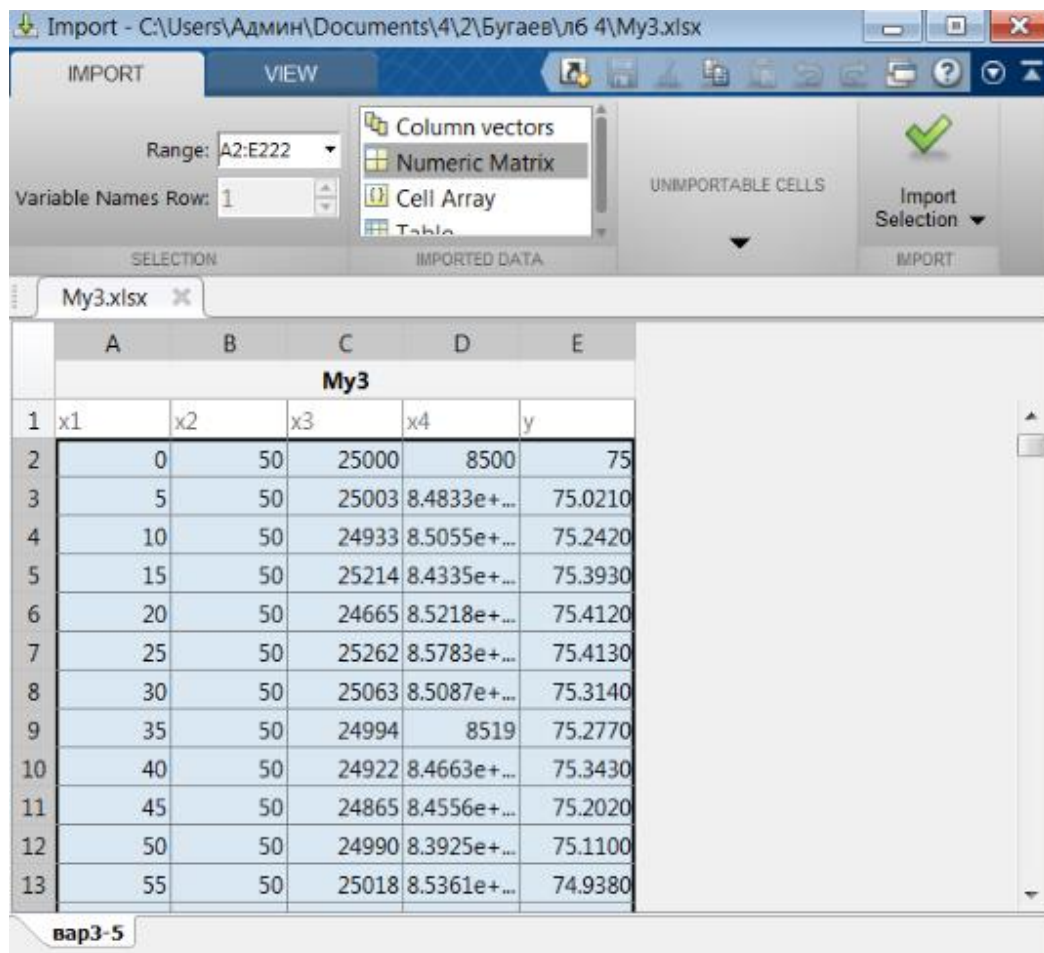 Import - C:\Users\Админ\Documents\4\2\Бугаев\лб 4\My3.xlsx
IMPORT VIEW
Range: A2:E222
Variable Names Row: 1
SELECTION
Column vectors
Numeric Matrix
Cell Array
Table
IMPORTED DATA
UNIMPORTABLE CELLS
Import
Selection
IMPORT
My3.xlsx
A B C D E
My3
1 x1 x2 x3 x4 y
2 0 50 25000 8500 75
3 5 50 25003 8.4833e+... 75.0210
4 10 50 24933 8.5055e+... 75.2420
5 15 50 25214 8.4335e+... 75.3930
6 20 50 24665 8.5218e+... 75.4120
7 25 50 25262 8.5783e+... 75.4130
8 30 50 25063 8.5087e+... 75.3140
9 35 50 24994 8519 75.2770
10 40 50 24922 8.4663e+... 75.3430
11 45 50 24865 8.4556e+... 75.2020
12 50 50 24990 8.3925e+... 75.1100
13 55 50 25018 8.5361e+... 74.9380
вар3-5